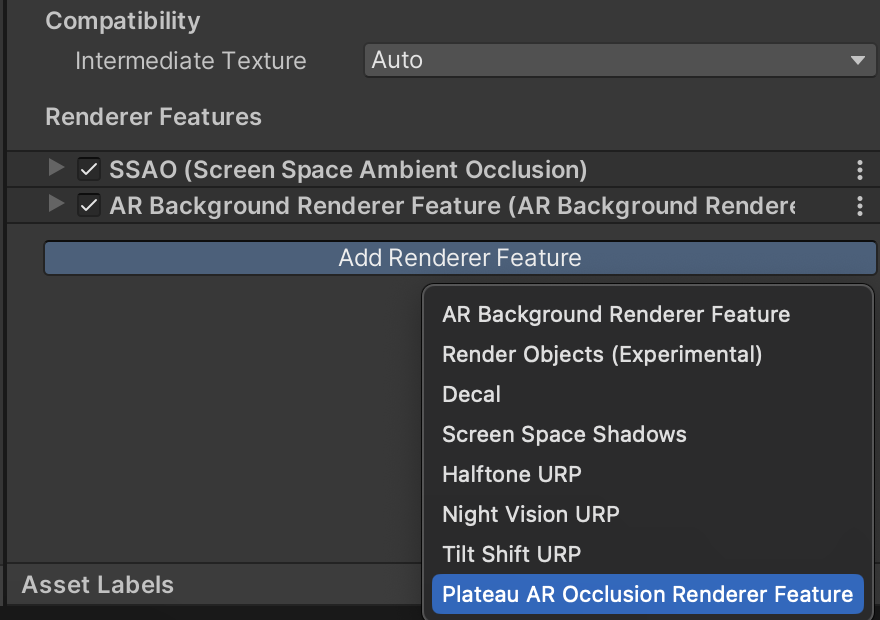 Compatibility
Intermediate Texture Auto
Renderer Features
SSAO (Screen Space Ambient Occlusion)
AR Background Renderer Feature (AR Background Rendere
Add Renderer Feature
AR Background Renderer Feature
Render Objects (Experimental)
Decal
Screen Space Shadows
Halftone URP
Night Vision URP
Tilt Shift URP
Plateau AR Occlusion Renderer Feature
Asset Labels